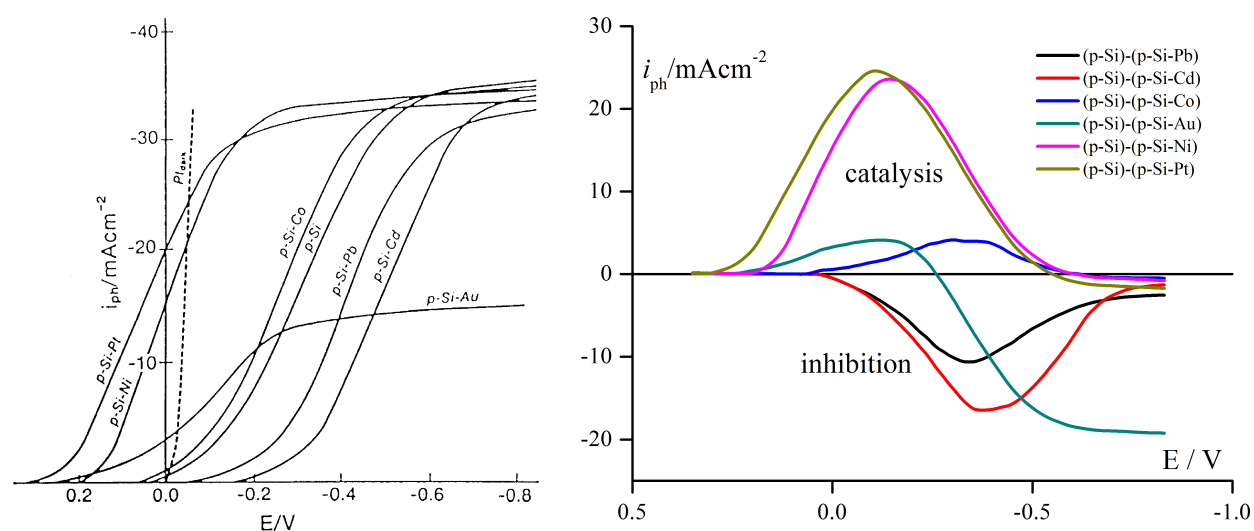 -40
-30
-20
-10
i ph/mAcm-2
0.2
0.0
-0.2
-0.4
-0.6
-0.8
E/V
p-Si-Pt
p-Si-Ni
p-Si-Co
p-Si
p-Si-Pb
p-Si-Cd
p-Si-Au
30
20
10
0
-10
-20
iph/mAcm-2
(p-Si)-(p-Si-Pb)
(p-Si)-(p-Si-Cd)
(p-Si)-(p-Si-Co)
(p-Si)-(p-Si-Au)
(p-Si)-(p-Si-Ni)
(p-Si)-(p-Si-Pt)
catalysis
inhibition
E / V
0.5
0.0
-0.5
-1.0